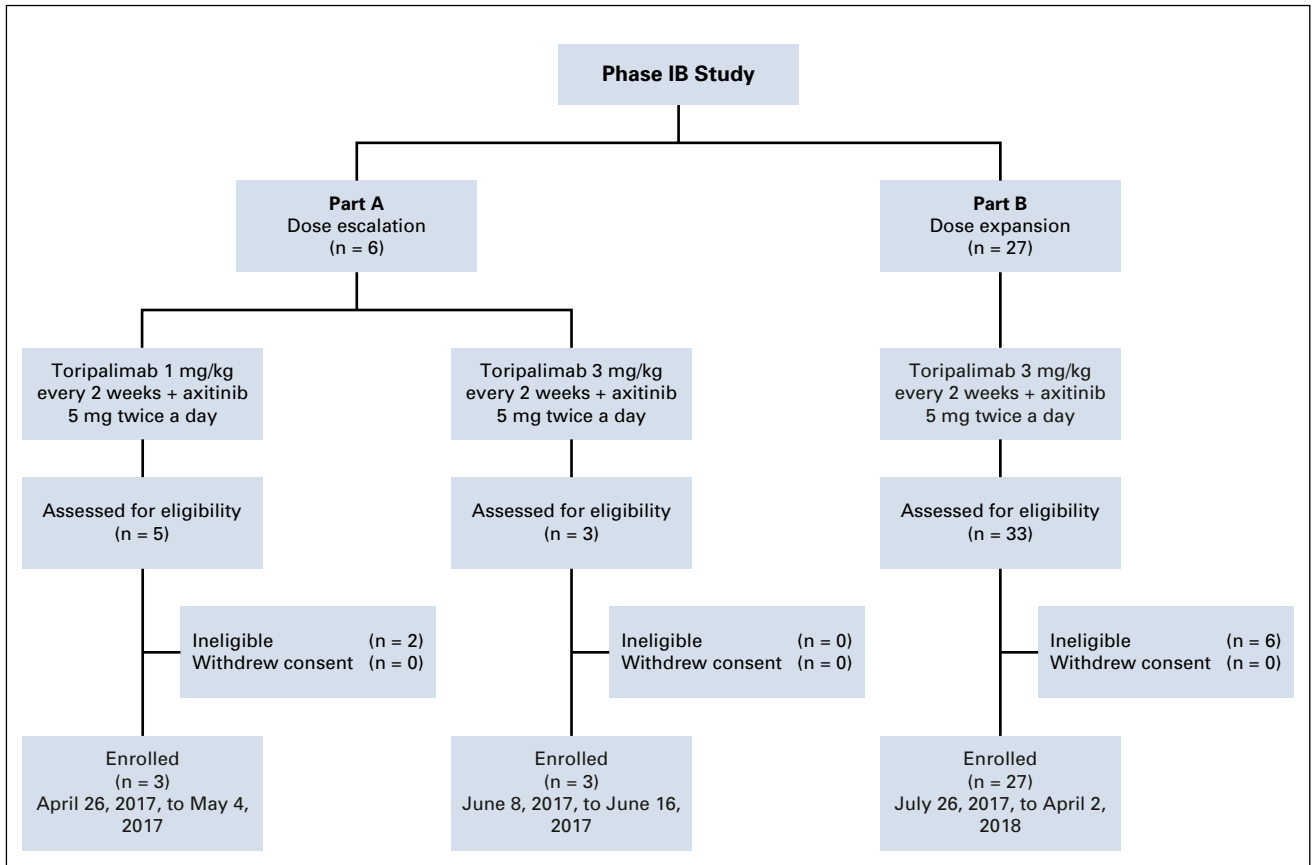 Phase IB Study
Part A
Dose escalation
(n = 6)
Part B
Dose expansion
(n = 27)
Toripalimab 1 mg/kg
every 2 weeks + axitinib
5 mg twice a day
Toripalimab 3 mg/kg
every 2 weeks + axitinib
5 mg twice a day
Toripalimab 3 mg/kg
every 2 weeks + axitinib
5 mg twice a day
Assessed for eligibility
(n = 5)
Assessed for eligibility
(n = 3)
Assessed for eligibility
(n = 33)
Ineligible (n = 2)
Withdrew consent (n = 0)
Ineligible (n = 0)
Withdrew consent (n = 0)
Ineligible (n = 6)
Withdrew consent (n = 0)
Enrolled
(n = 3)
April 26, 2017, to May 4,
2017
Enrolled
(n = 3)
June 8, 2017, to June 16,
2017
Enrolled
(n = 27)
July 26, 2017, to April 2,
2018